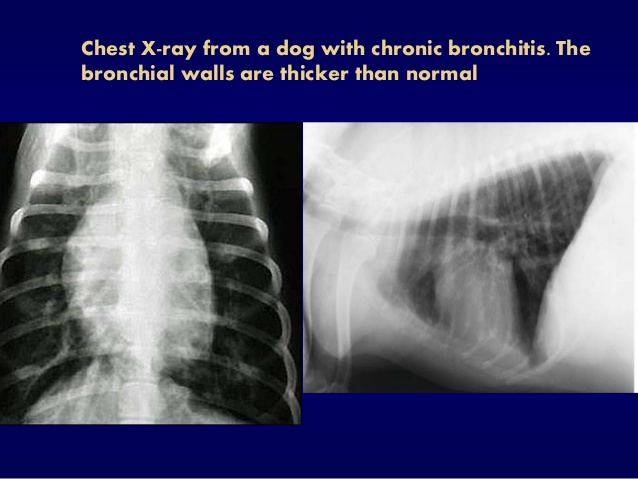 Chest X-ray from a dog with chronic bronchitis. The
bronchial walls are thicker than normal